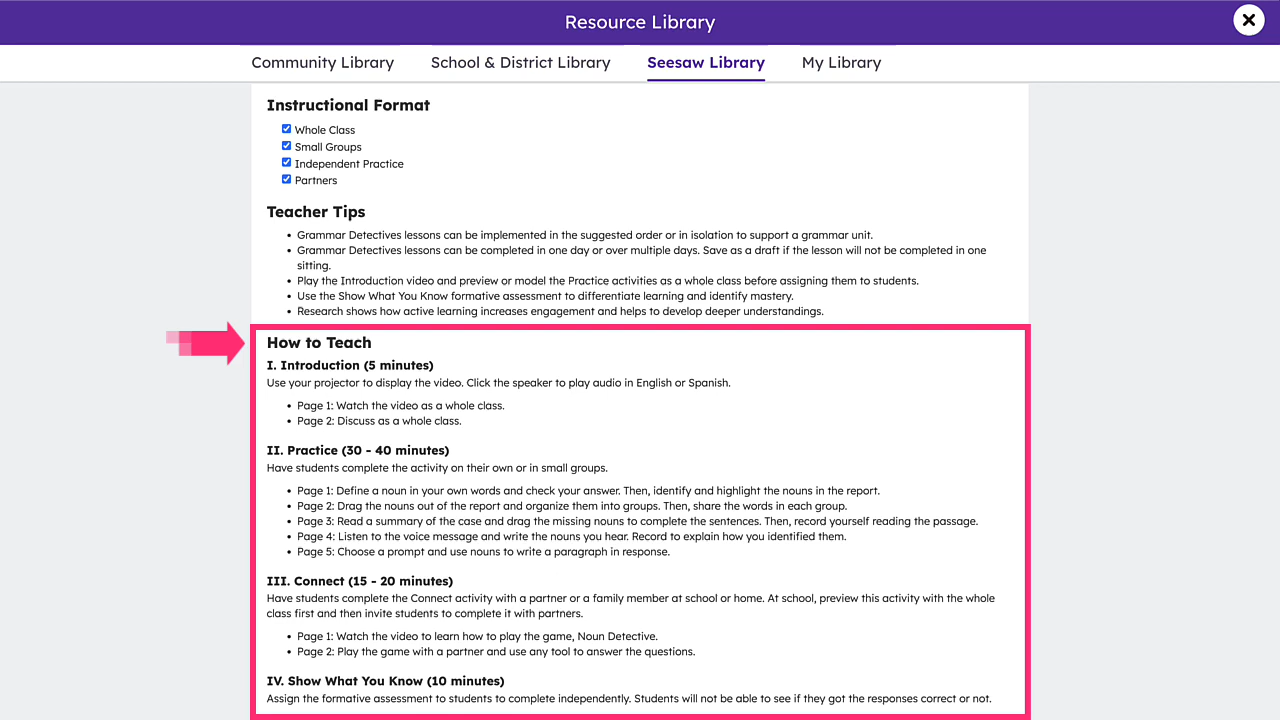 Resource Library
Community Library
School & District Library
Seesaw Library
My Library
Instructional Format
Whole Class
Small Groups
Independent Practice
Partners
Teacher Tips
• Grammar Detectives lessons can be implemented in the suggested order or in isolation to support a grammar unit.
• Grammar Detectives lessons can be completed in one day or over multiple days. Save as a draft if the lesson will not be completed in one
sitting.
• Play the Introduction video and preview or model the Practice activities as a whole class before assigning them to students.
• Use the Show What You Know formative assessment to differentiate learning and identify mastery.
• Research shows how active learning increases engagement and helps to develop deeper understandings.
How to Teach
I. Introduction (5 minutes)
Use your projector to display the video. Click the speaker to play audio in English or Spanish.
• Page 1: Watch the video as a whole class.
• Page 2: Discuss as a whole class.
II. Practice (30 - 40 minutes)
Have students complete the activity on their own or in small groups.
• Page 1: Define a noun in your own words and check your answer. Then, identify and highlight the nouns in the report.
• Page 2: Drag the nouns out of the report and organize them into groups. Then, share the words in each group.
• Page 3: Read a summary of the case and drag the missing nouns to complete the sentences. Then, record yourself reading the passage.
• Page 4: Listen to the voice message and write the nouns you hear. Record to explain how you identified them.
• Page 5: Choose a prompt and use nouns to write a paragraph in response.
III. Connect (15 - 20 minutes)
Have students complete the Connect activity with a partner or a family member at school or home. At school, preview this activity with the whole
class first and then invite students to complete it with partners.
• Page 1: Watch the video to learn how to play the game, Noun Detective.
• Page 2: Play the game with a partner and use any tool to answer the questions.
IV. Show What You Know (10 minutes)
Assign the formative assessment to students to complete independently. Students will not be able to see if they got the responses correct or not.